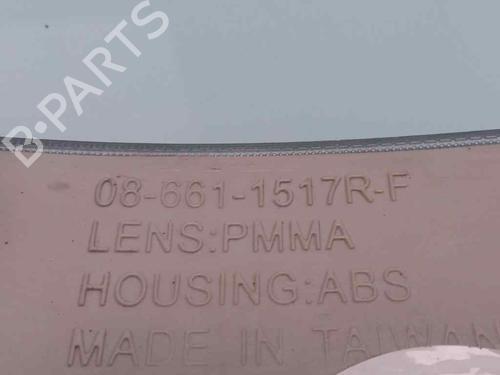 B-PARTS
08-661-1517R-F
LENS:PMMA
HOUSING:ABS
MADE IN TAIWAN